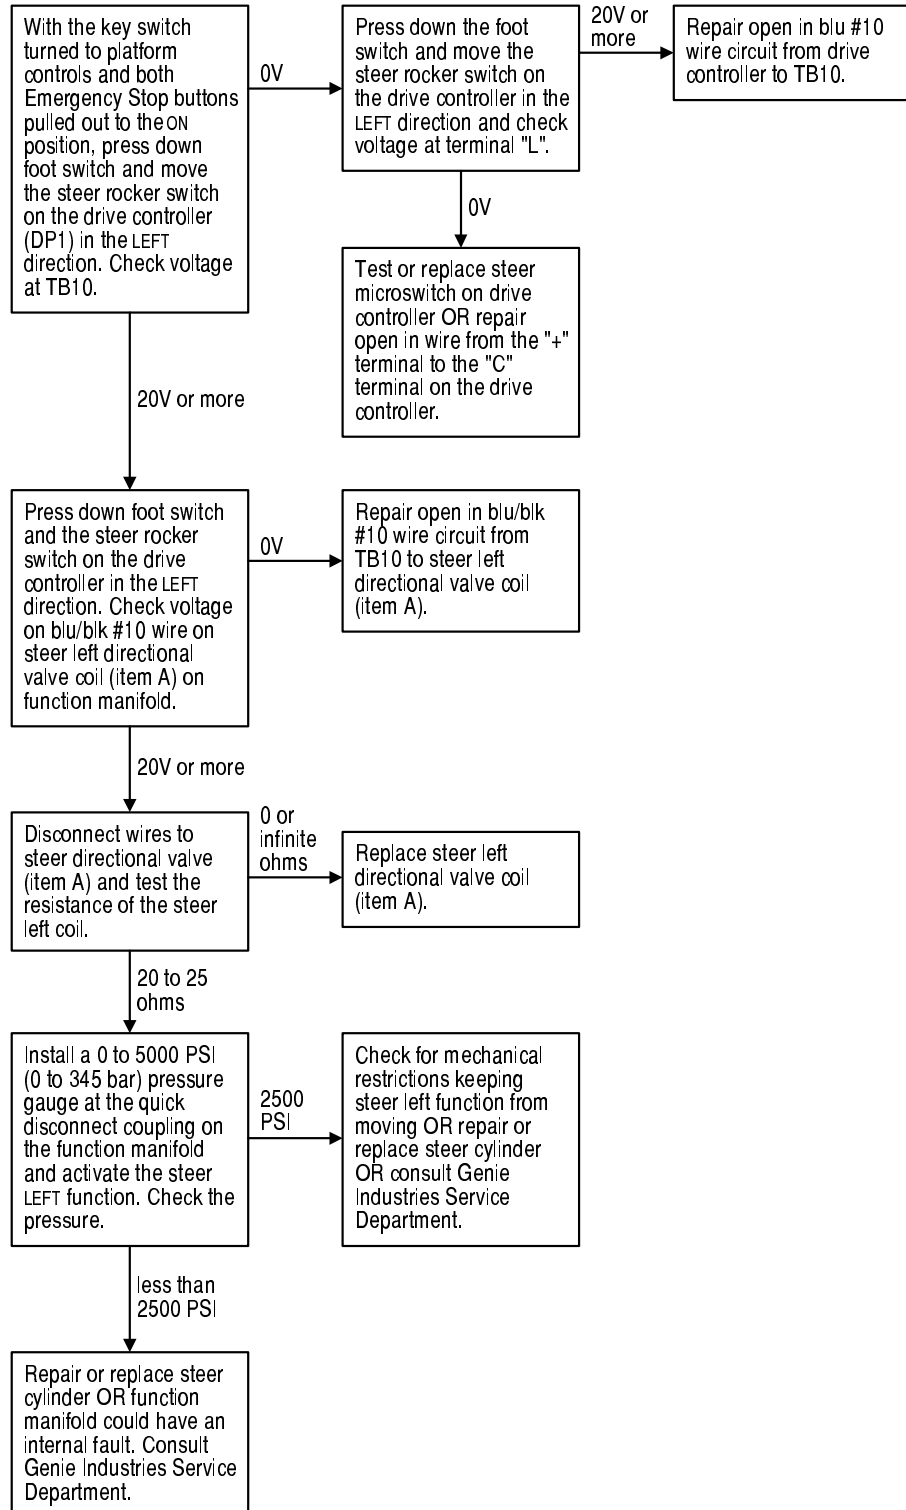 With the key switch
turned to platform
controls and both
Emergency Stop buttons
pulled out to the ON
position, press down
foot switch and move
the steer rocker switch
on the drive controller
(DP1) in the LEFT
direction. Check voltage
at TB10.
0V
Press down the foot
switch and move the
steer rocker switch on
the drive controller in the
LEFT direction and check
voltage at terminal "L".
20V or
more
Repair open in blu #10
wire circuit from drive
controller to TB10.
0V
Test or replace steer
microswitch on drive
controller OR repair
open in wire from the "+"
terminal to the "C"
terminal on the drive
controller.
20V or more
Press down foot switch
and the steer rocker
switch on the drive
controller in the LEFT
direction. Check voltage
on blu/blk #10 wire on
steer left directional
valve coil (item A) on
function manifold.
0V
Repair open in blu/blk
#10 wire circuit from
TB10 to steer left
directional valve coil
(item A).
20V or more
Disconnect wires to
steer directional valve
(item A) and test the
resistance of the steer
left coil.
0 or
infinite
ohms
Replace steer left
directional valve coil
(item A).
20 to 25
ohms
Install a 0 to 5000 PSI
(0 to 345 bar) pressure
gauge at the quick
disconnect coupling on
the function manifold
and activate the steer
LEFT function. Check the
pressure.
2500
PSI
Check for mechanical
restrictions keeping
steer left function from
moving OR repair or
replace steer cylinder
OR consult Genie
Industries Service
Department.
less than
2500 PSI
Repair or replace steer
cylinder OR function
manifold could have an
internal fault. Consult
Genie Industries Service
Department.